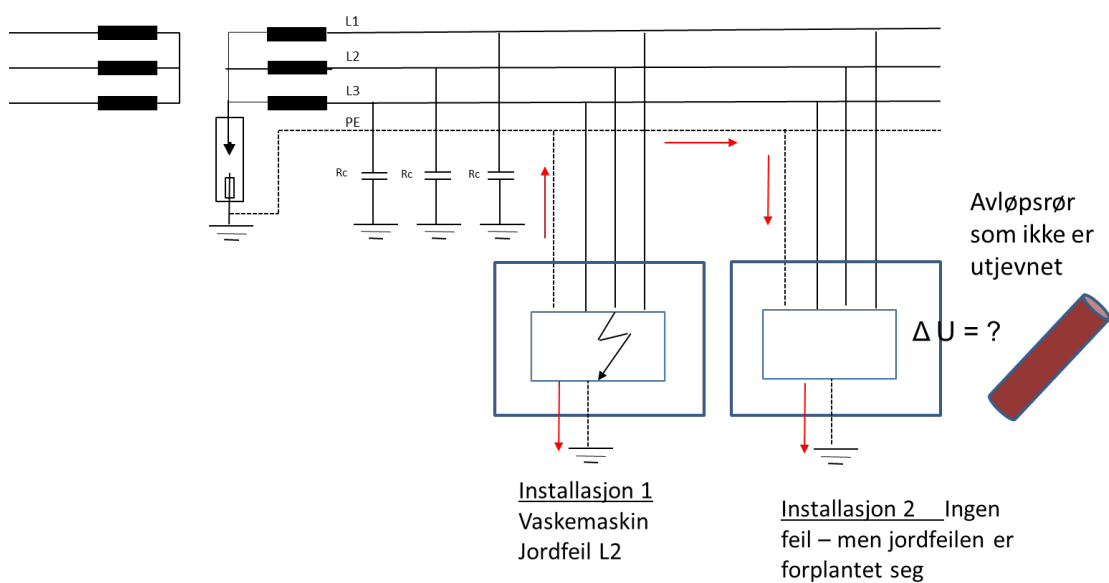 L1
L2
L3
PE
Rc
Rc
Rc
Avløpsrør
som ikke er
utjevnet
Δ U = ?
Installasjon 1
Vaskemaskin
Jordfeil L2
Installasjon 2 Ingen
feil – men jordfeilen er
forplantet seg